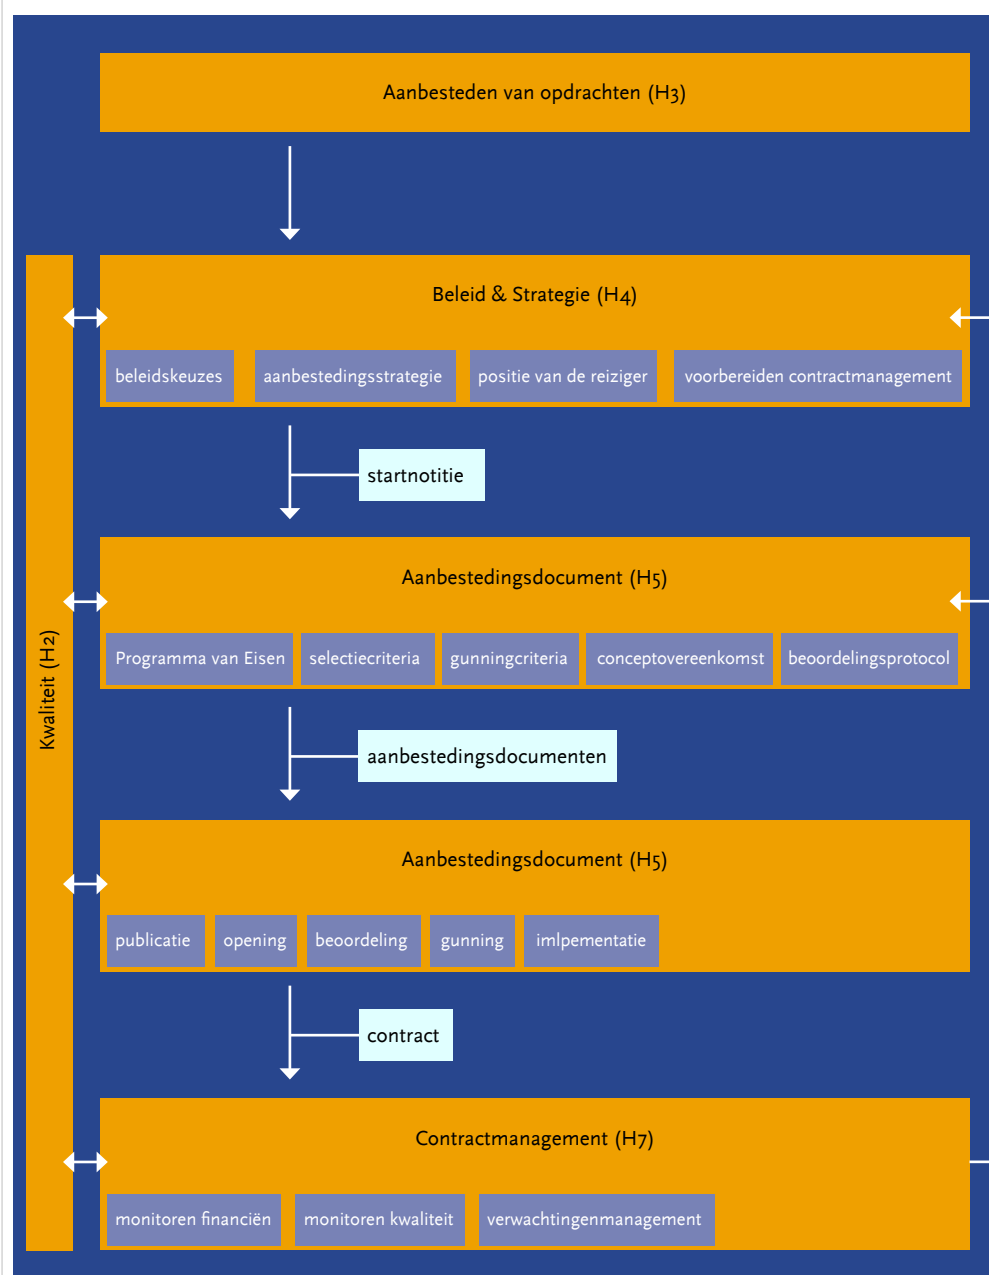 Aanbesteden van opdrachten (H3)
Beleid & Strategie (H4)
beleidskeuzes
aanbestedingsstrategie
positie van de reiziger
voorbereiden contractmanagement
startnotitie
Aanbestedingsdocument (H5)
Programma van Eisen
selectiecriteria
gunningcriteria
conceptovereenkomst
beoordelingsprotocol
Kwaliteit (H2)
aanbestedingsdocumenten
Aanbestedingsdocument (H5)
publicatie
opening
beoordeling
gunning
imlpementatie
contract
Contractmanagement (H7)
monitoren financiën
monitoren kwaliteit
verwachtingenmanagement